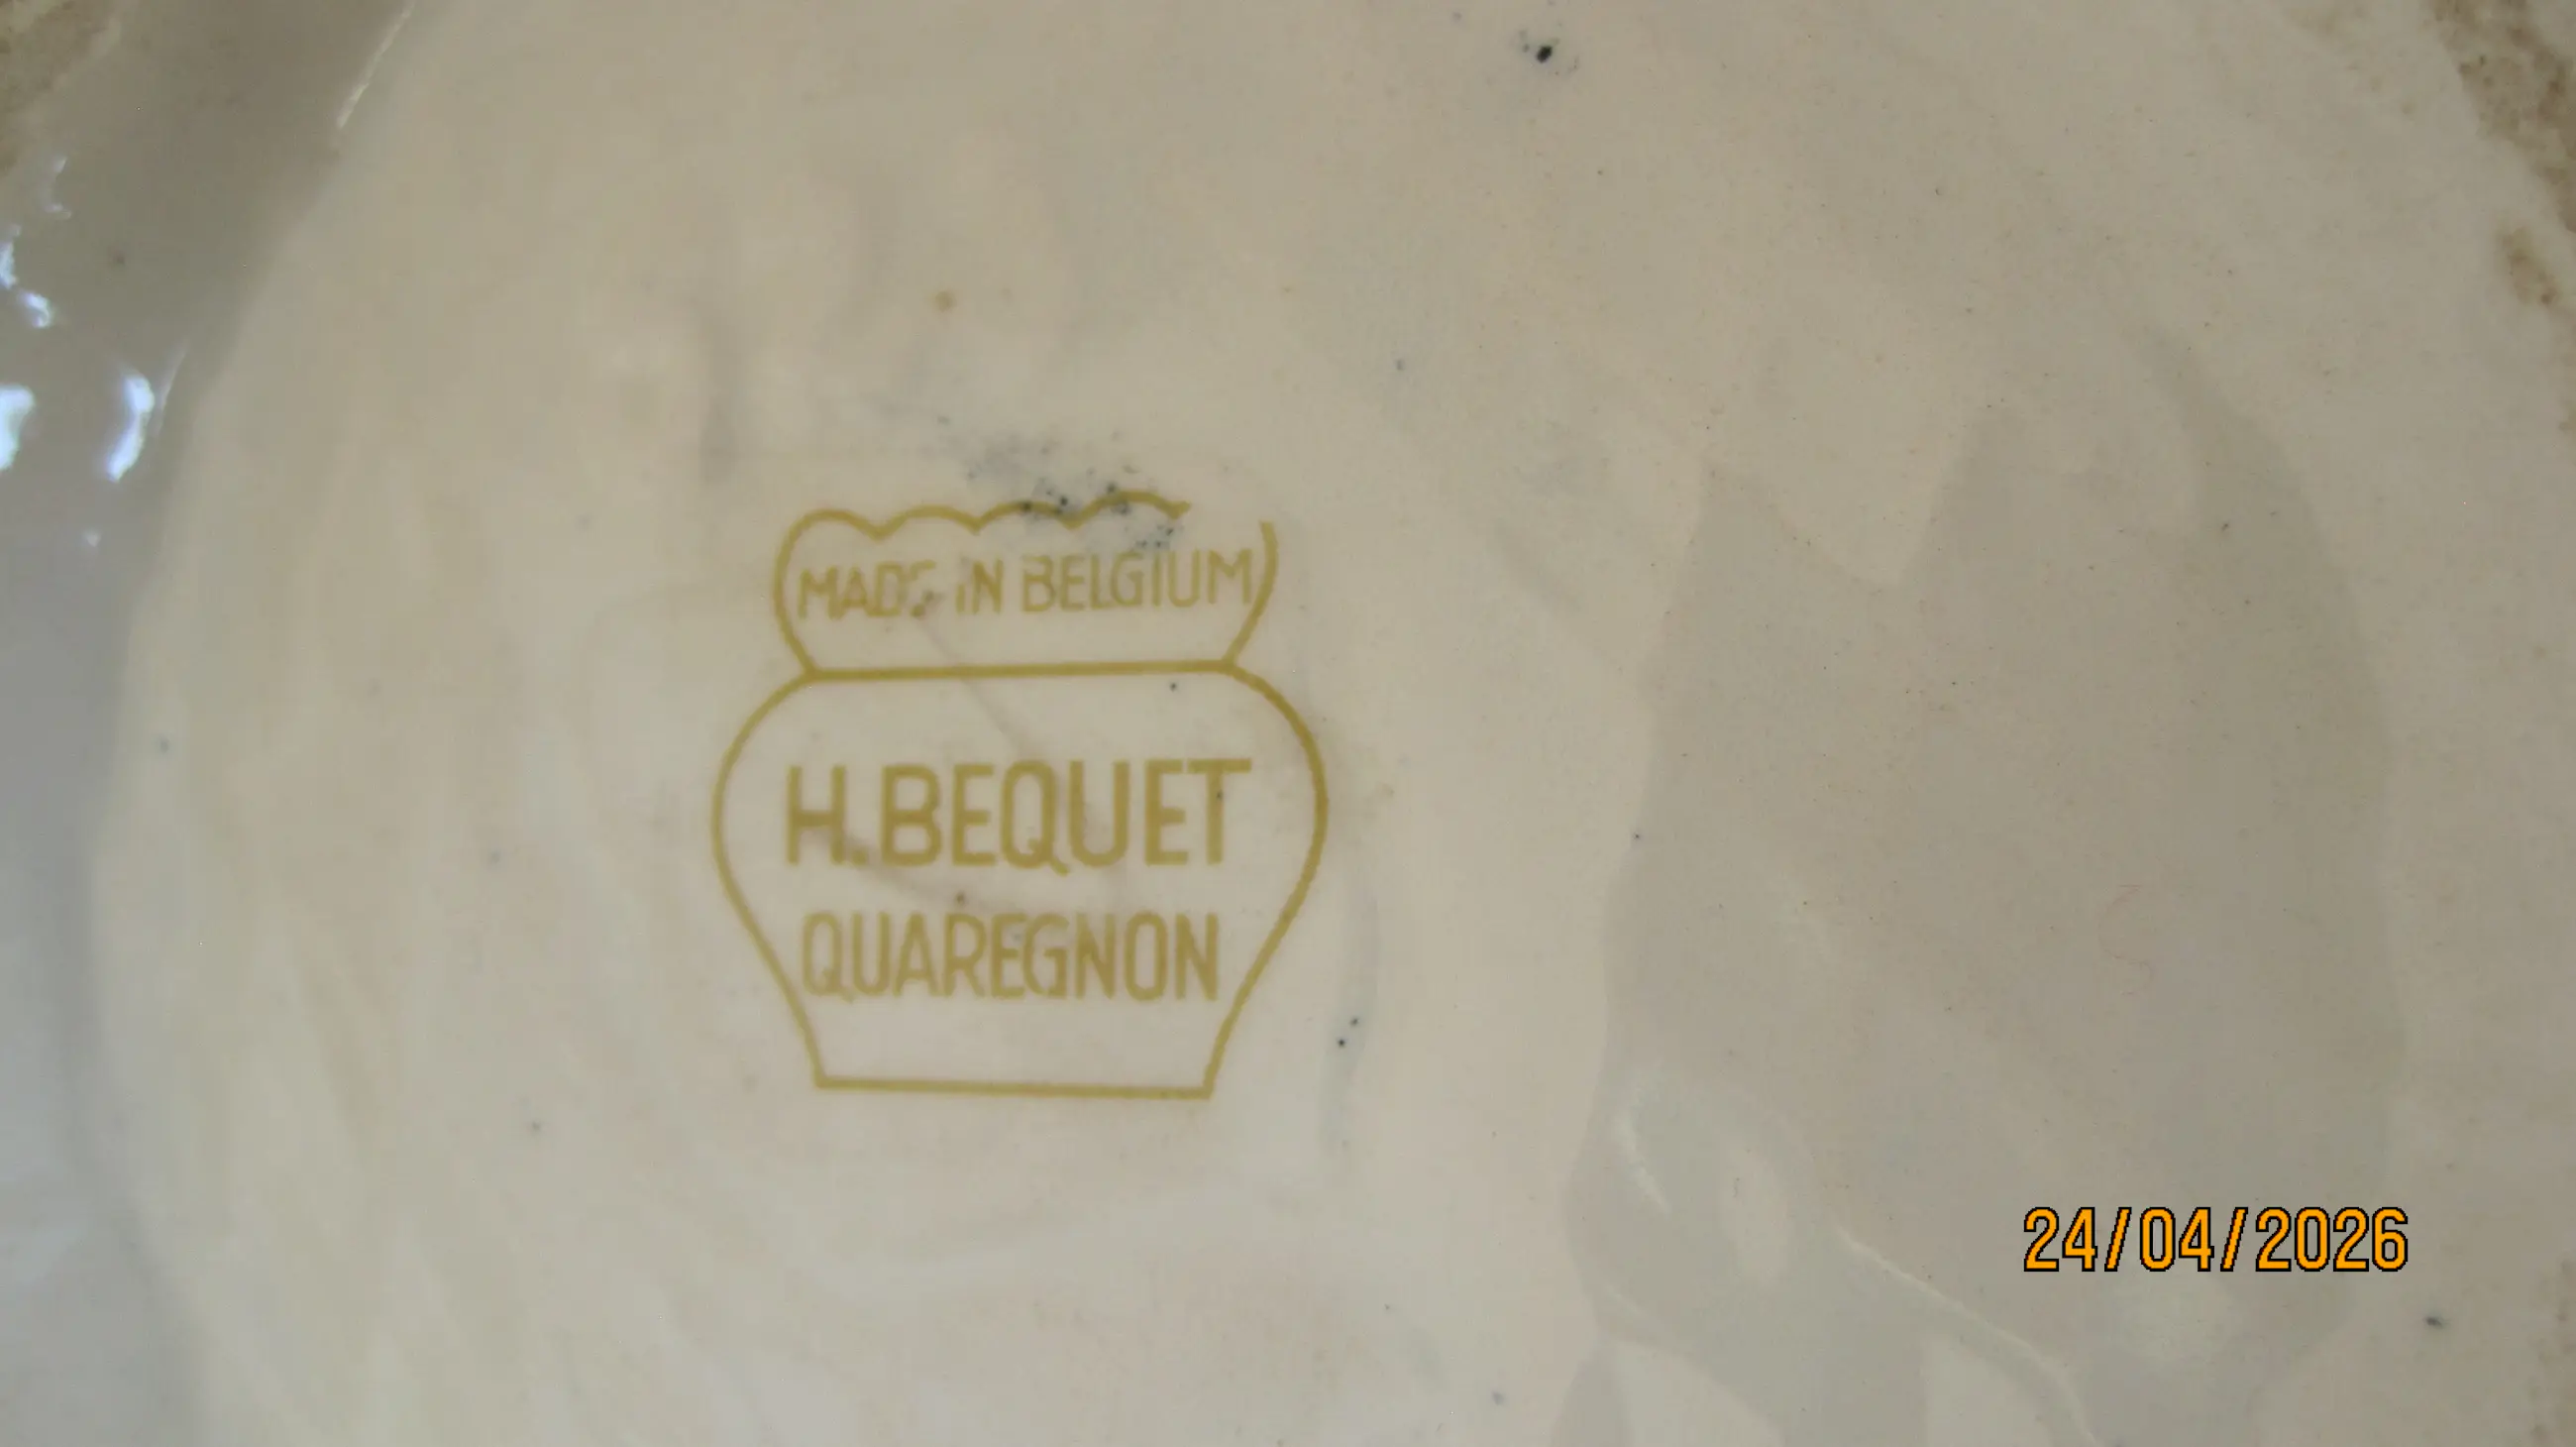 MADE IN BELGIUM
H.BEQUET
QUAREGNON
24/04/2026